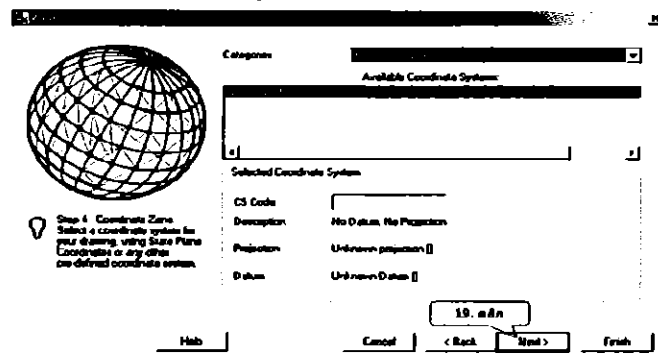 Categories
Available Coordinate Systems:
Selected Coordinate System
CS Code
Description No Datum, No Projection
Projection Unknown projection []
Datum Unknown Datum []
Step 4 Coordinate Zone
Select a coordinate system for
your drawing, using State Plane
Coordinates or any other
pre-defined coordinate system.
19.
Help Cancel < Back Next > Finish